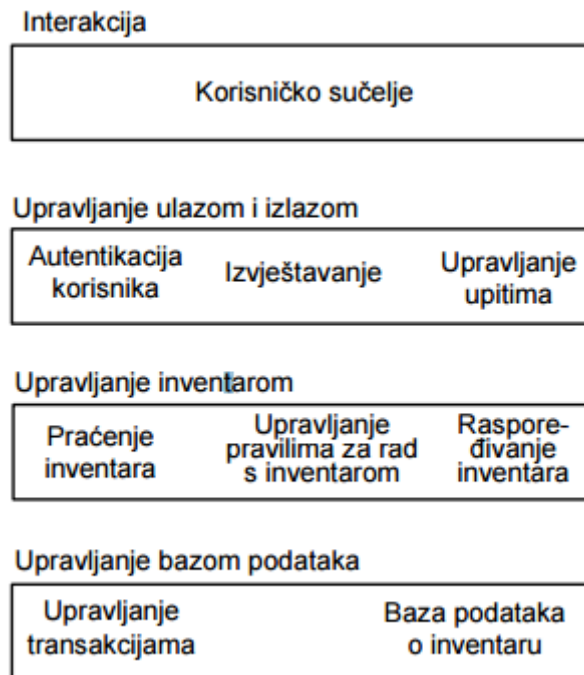 Interakcija
Korisničko sučelje
Upravljanje ulazom i izlazom
Autentikacija
korisnika
Izvještavanje
Upravljanje
upitima
Upravljanje inventarom
Praćenje
inventara
Upravljanje
pravilima za rad
s inventarom
Raspore-
đivanje
inventara
Upravljanje bazom podataka
Upravljanje
transakcijama
Baza podataka
o inventaru